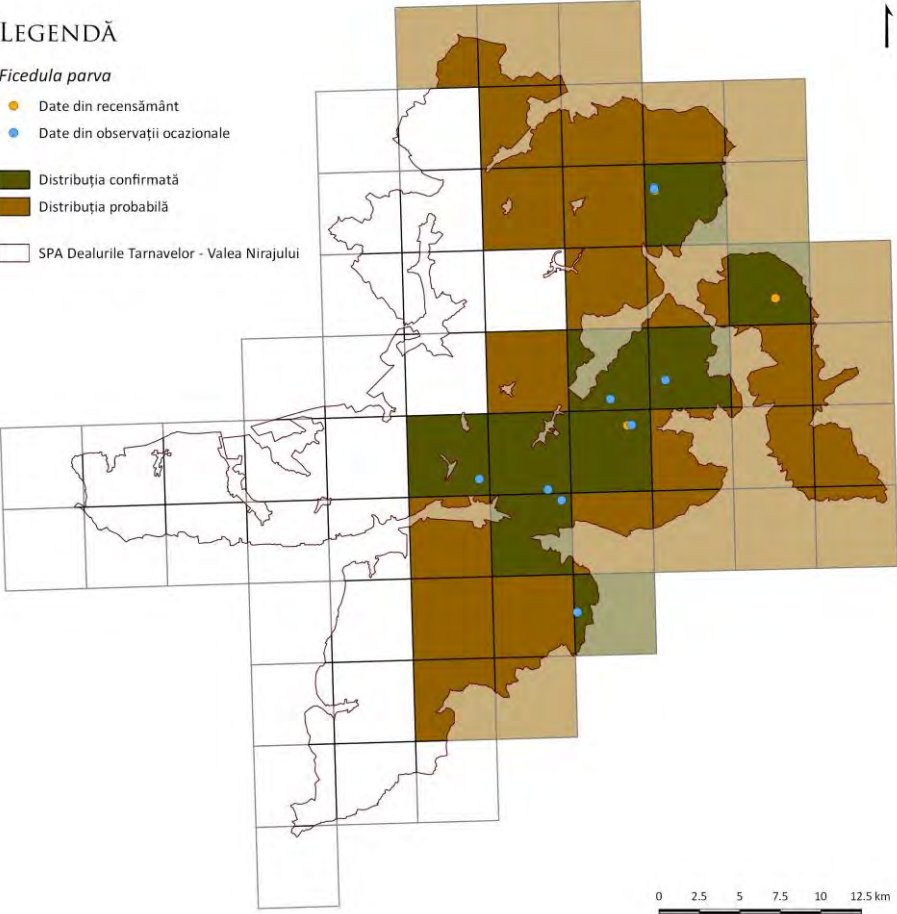 LEGENDĂ
Ficedula parva
Date din recensământ
Date din observații ocazionale
Distribuția confirmată
Distribuția probabilă
SPA Dealurile Tarnavelor - Valea Nirajului
0 2.5 5 7.5 10 12.5 km